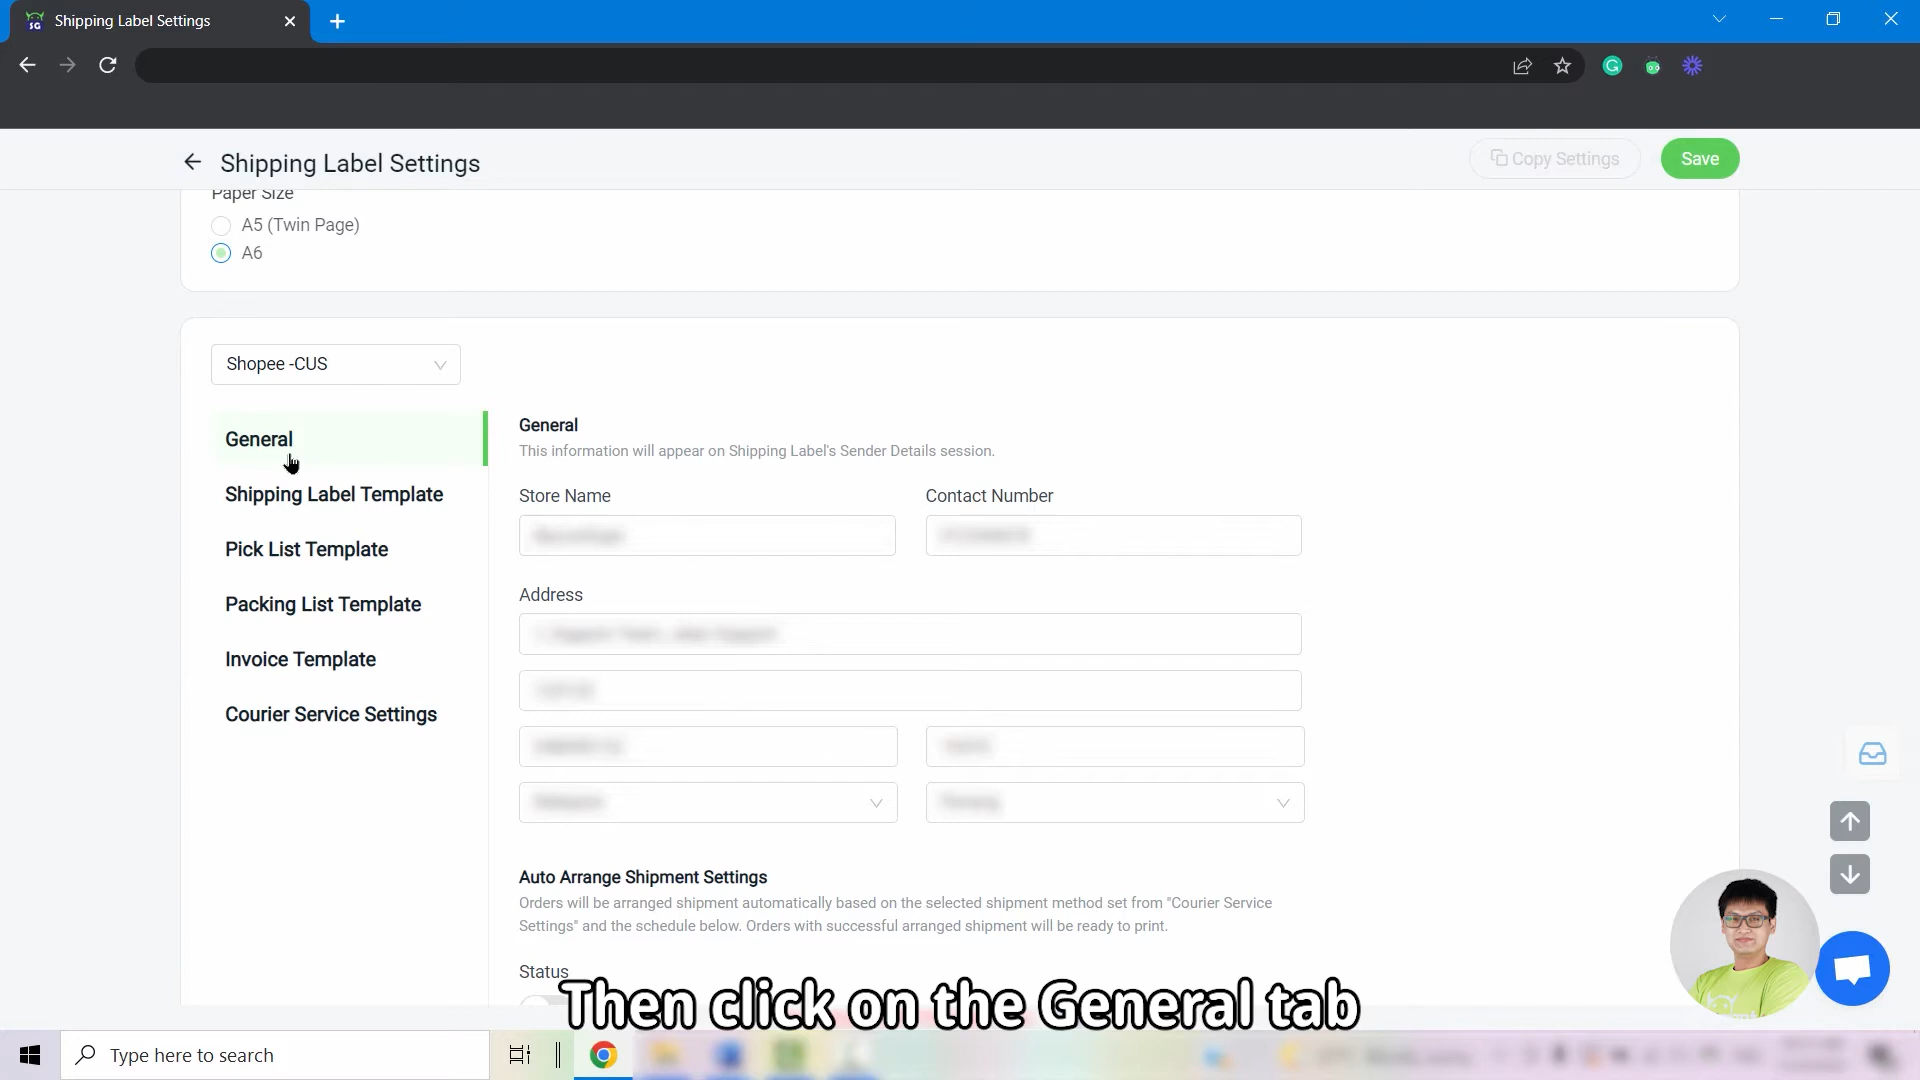 Shipping Label Settings
Shipping Label Settings
Copy Settings
Save
Paper Size
A5 (Twin Page)
A6
Shopee -CUS
General
Shipping Label Template
Pick List Template
Packing List Template
Invoice Template
Courier Service Settings
General
This information will appear on Shipping Label's Sender Details session.
Store Name
Contact Number
Address
Auto Arrange Shipment Settings
Orders will be arranged shipment automatically based on the selected shipment method set from "Courier Service
Settings" and the schedule below. Orders with successful arranged shipment will be ready to print.
Status
Then click on the General tab
Type here to search